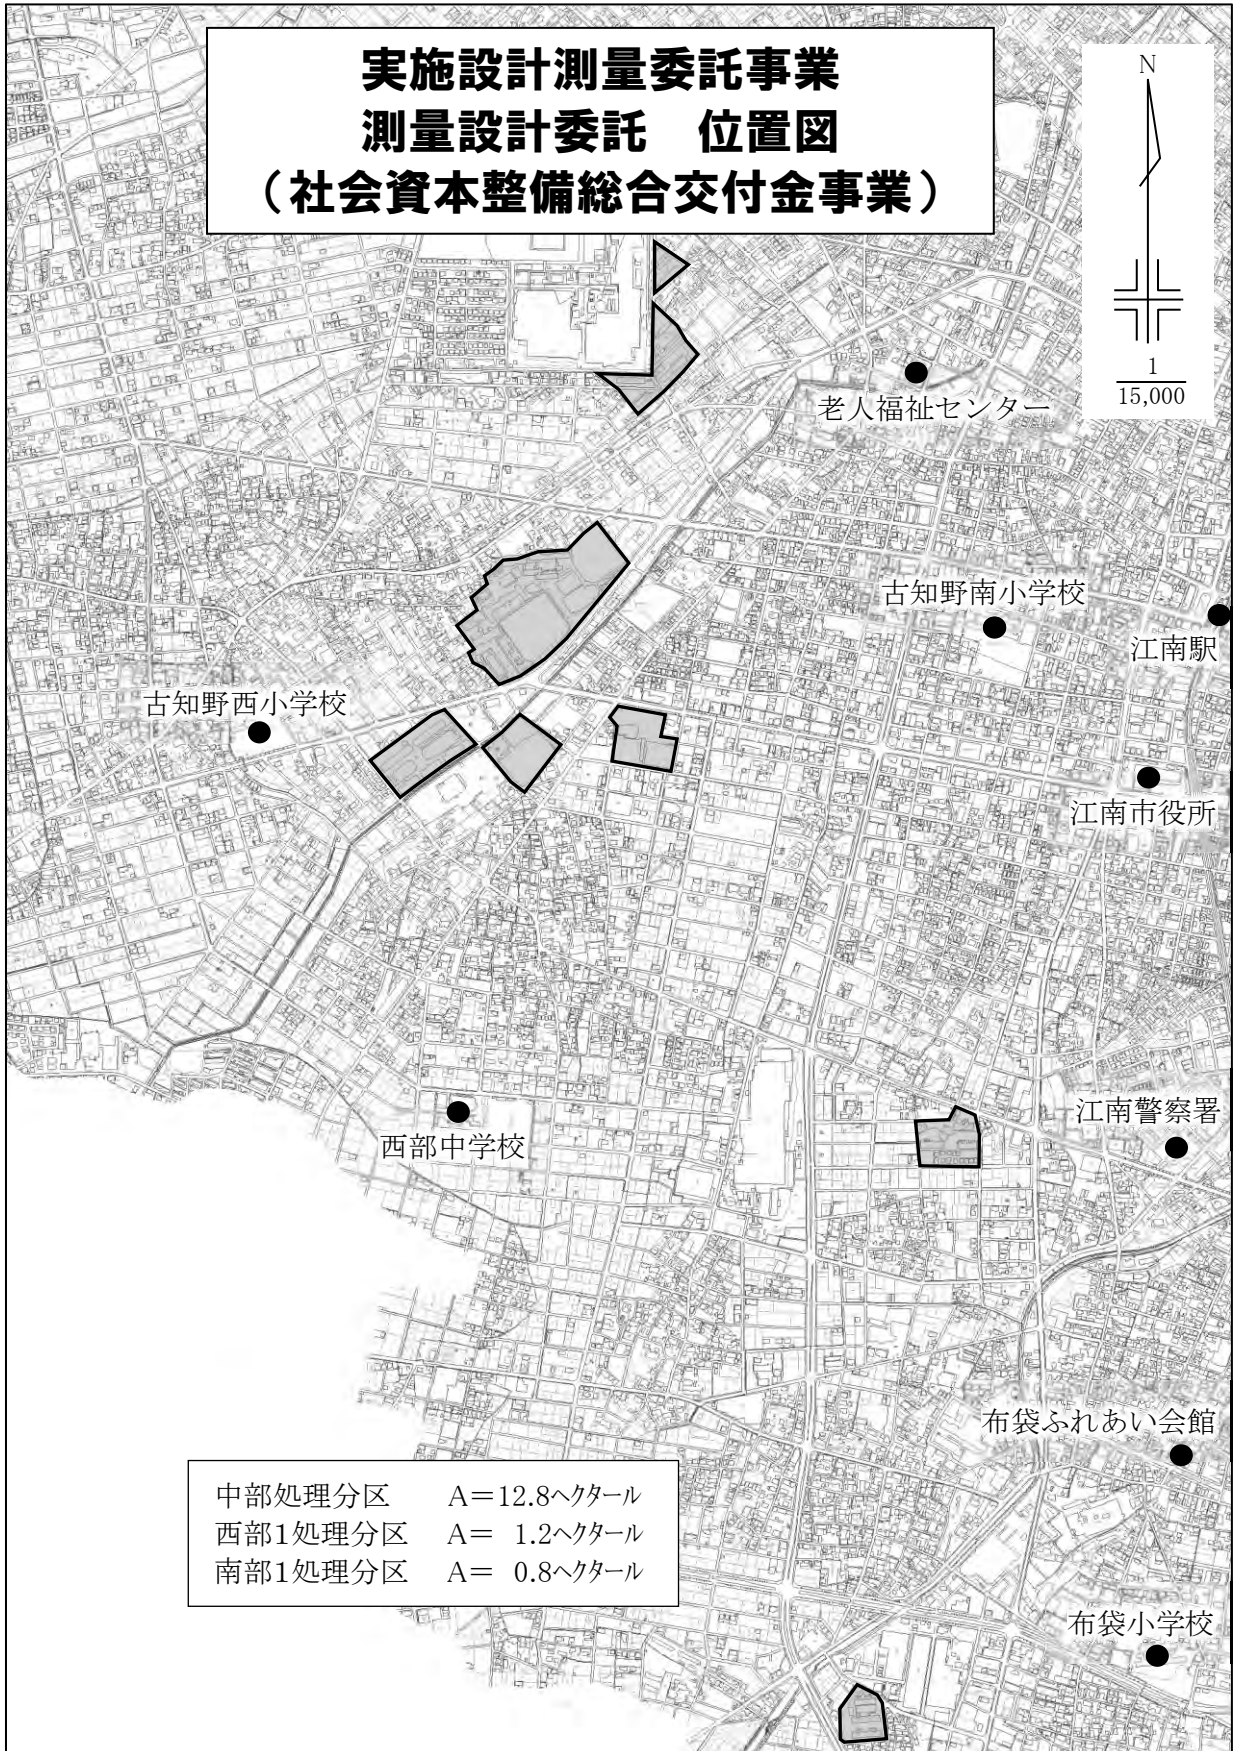 実施設計測量委託事業
測量設計委託　位置図
（社会資本整備総合交付金事業）
N
1
15,000
老人福祉センター
古知野南小学校
江南駅
古知野西小学校
江南市役所
江南警察署
西部中学校
布袋ふれあい会館
中部処理分区　A＝12.8ヘクタール
西部1処理分区　A＝ 1.2ヘクタール
南部1処理分区　A＝ 0.8ヘクタール
布袋小学校